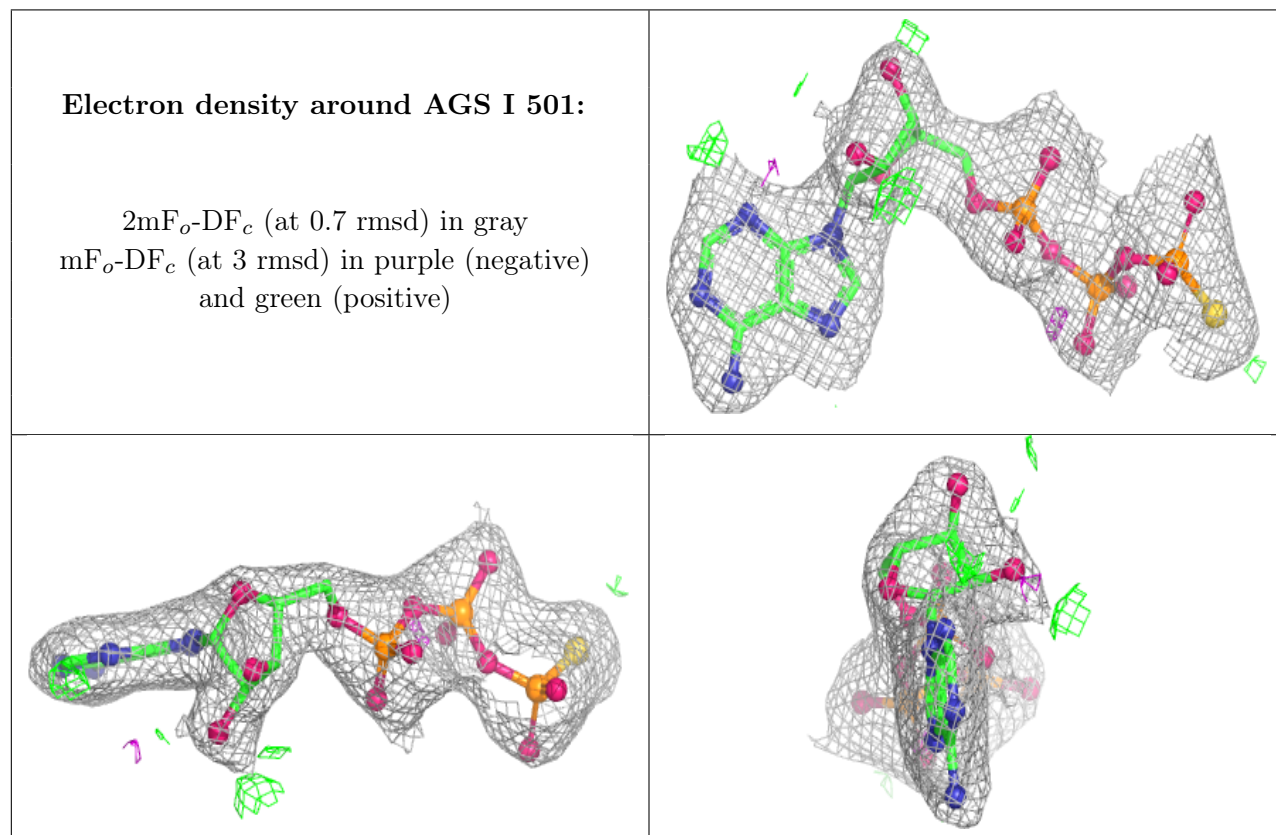 Electron density around AGS I 501:
2mFo-DFc (at 0.7 rmsd) in gray
mFo-DFc (at 3 rmsd) in purple (negative)
and green (positive)